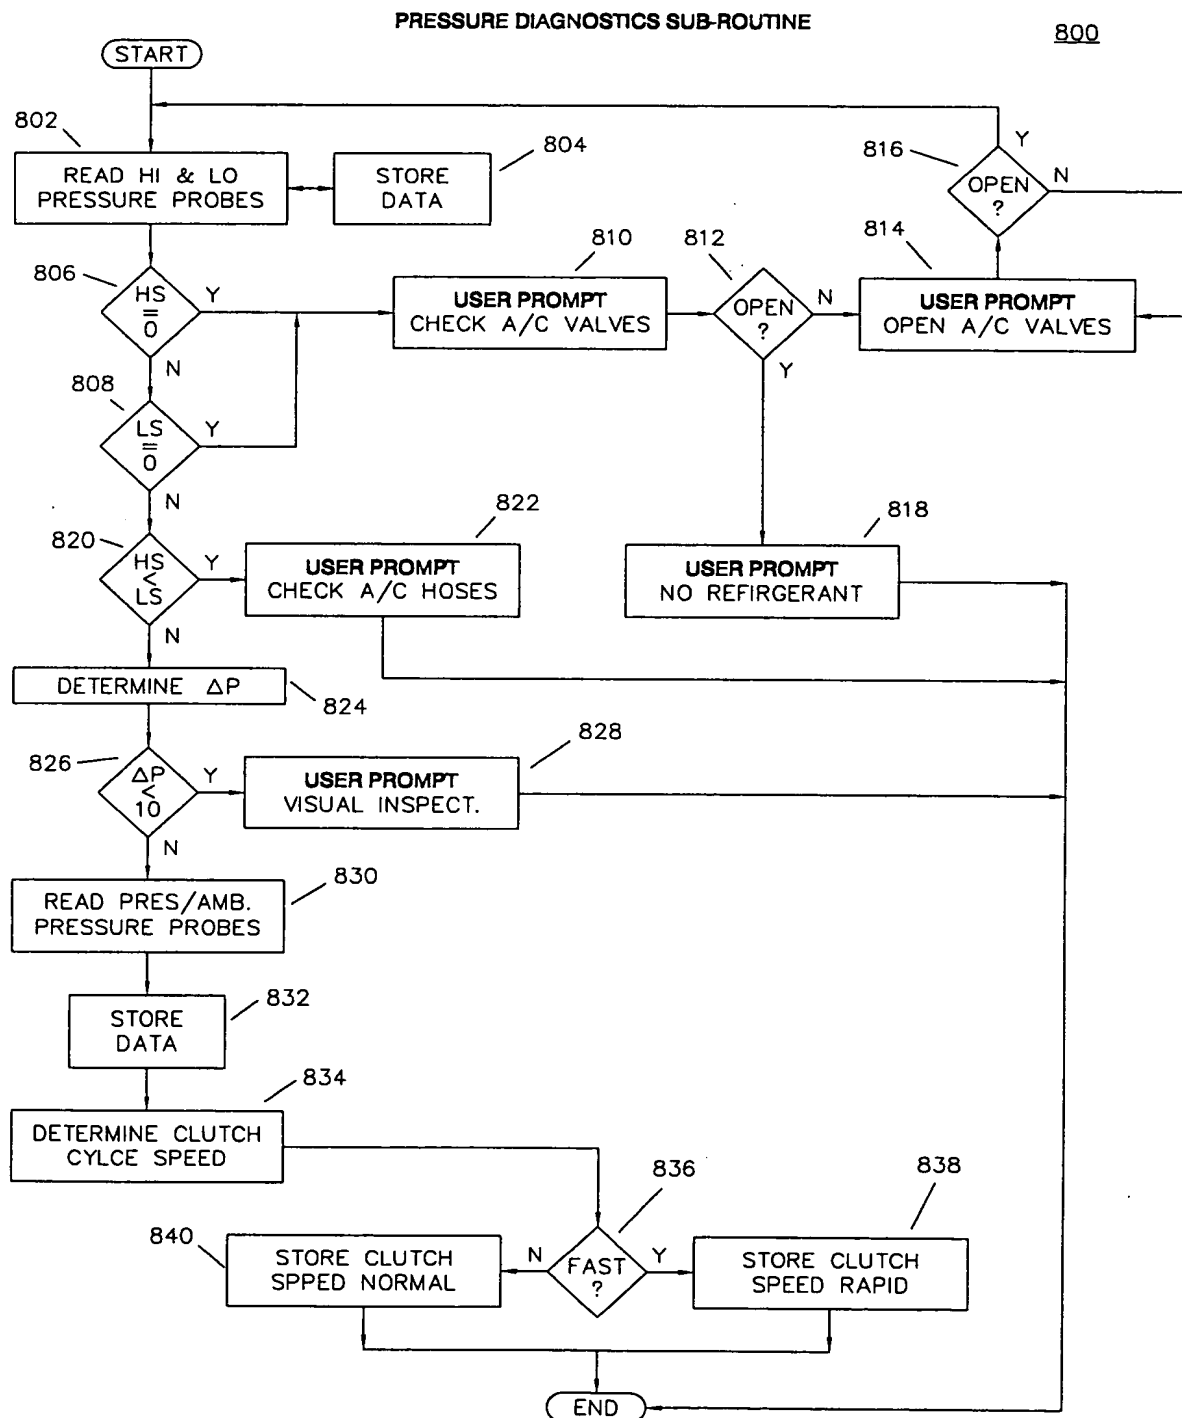 PRESSURE DIAGNOSTICS SUB-ROUTINE
800
START
802
READ HI & LO
PRESSURE PROBES
804
STORE
DATA
816
OPEN
?
Y
N
806
HS
=
0
Y
N
810
USER PROMPT
CHECK A/C VALVES
812
OPEN
?
N
Y
814
USER PROMPT
OPEN A/C VALVES
808
LS
=
0
Y
N
820
HS
<
LS
Y
N
822
USER PROMPT
CHECK A/C HOSES
818
USER PROMPT
NO REFIRGERANT
DETERMINE ΔP
824
826
ΔP
<
10
Y
N
828
USER PROMPT
VISUAL INSPECT.
READ PRES/AMB.
PRESSURE PROBES
830
STORE
DATA
832
834
DETERMINE CLUTCH
CYLCE SPEED
836
FAST
?
N
Y
838
STORE CLUTCH
SPEED RAPID
840
STORE CLUTCH
SPPED NORMAL
END